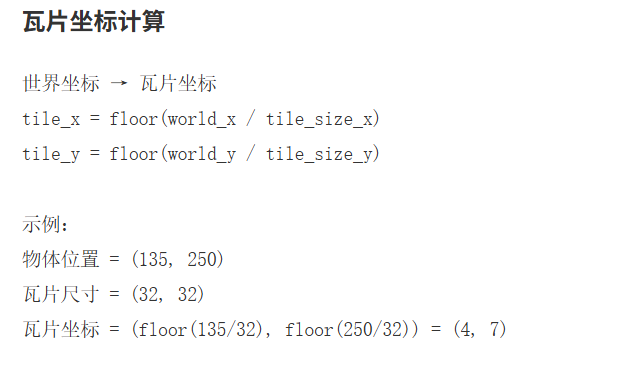 瓦片坐标计算
世界坐标 → 瓦片坐标
tile_x = floor(world_x / tile_size_x)
tile_y = floor(world_y / tile_size_y)
示例:
物体位置 = (135, 250)
瓦片尺寸 = (32, 32)
瓦片坐标 = (floor(135/32), floor(250/32)) = (4, 7)